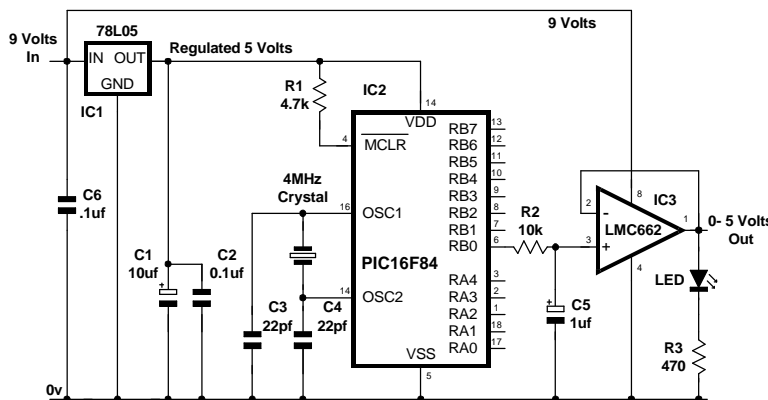 9 Volts
In
78L05
IN OUT
GND
IC1
Regulated 5 Volts
9 Volts
R1
4.7k
IC2
14
VDD
4
MCLR
4MHz
Crystal
16
OSC1
14
OSC2
PIC16F84
VSS
5
RB7
13
RB6
12
RB5
11
RB4
10
RB3
9
RB2
8
RB1
7
RB0
6
RA4
3
RA3
2
RA2
1
RA1
18
RA0
17
R2
10k
IC3
8
2
-
LMC662
1
3
+
4
0- 5 Volts
Out
LED
R3
470
+
C5
1uf
C6
.1uf
C1
10uf
+
C2
0.1uf
C3
22pf
C4
22pf
0v